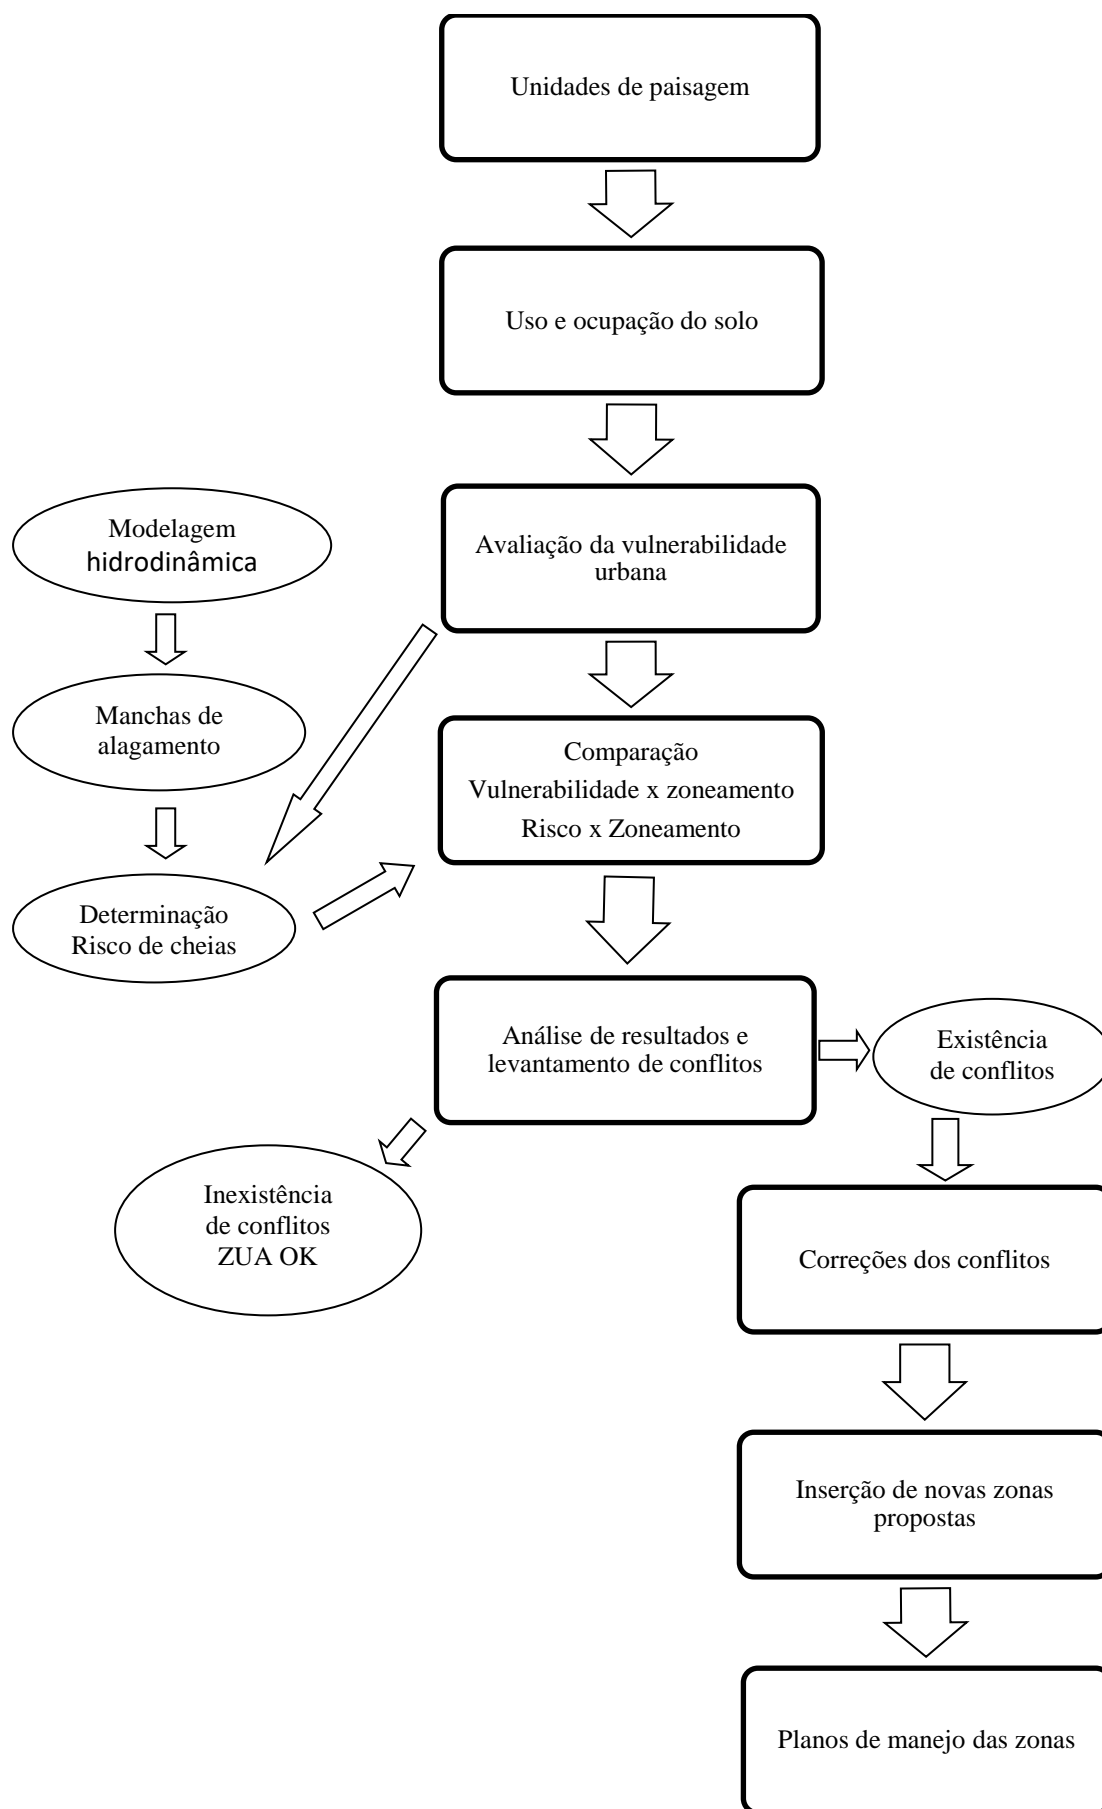 Unidades de paisagem
Uso e ocupação do solo
Avaliação da vulnerabilidade
urbana
Modelagem
hidrodinâmica
Manchas de
alagamento
Determinação
Risco de cheias
Comparação
Vulnerabilidade x zoneamento
Risco x Zoneamento
Análise de resultados e
levantamento de conflitos
Existência
de conflitos
Inexistência
de conflitos
ZUA OK
Correções dos conflitos
Inserção de novas zonas
propostas
Planos de manejo das zonas